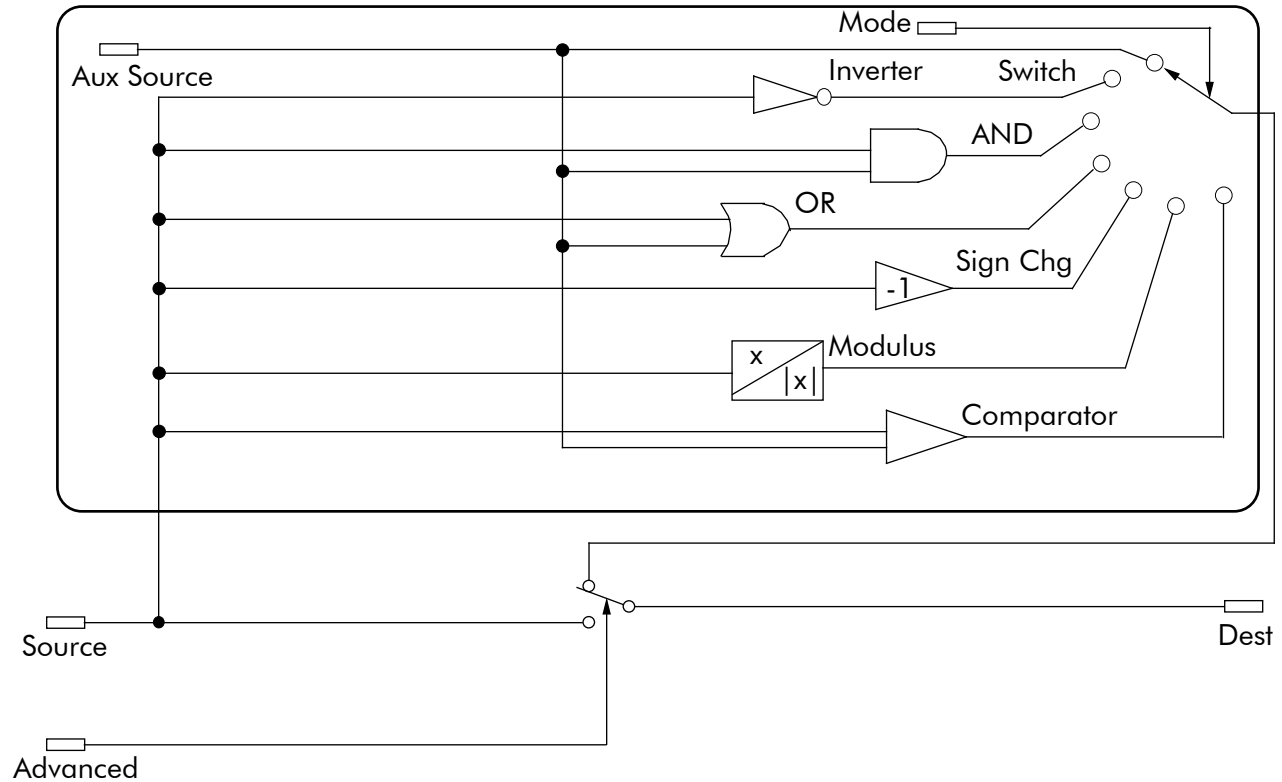 Mode
Aux Source
Inverter
Switch
AND
OR
Sign Chg
-1
Modulus
x
|x|
Comparator
Source
Dest
Advanced